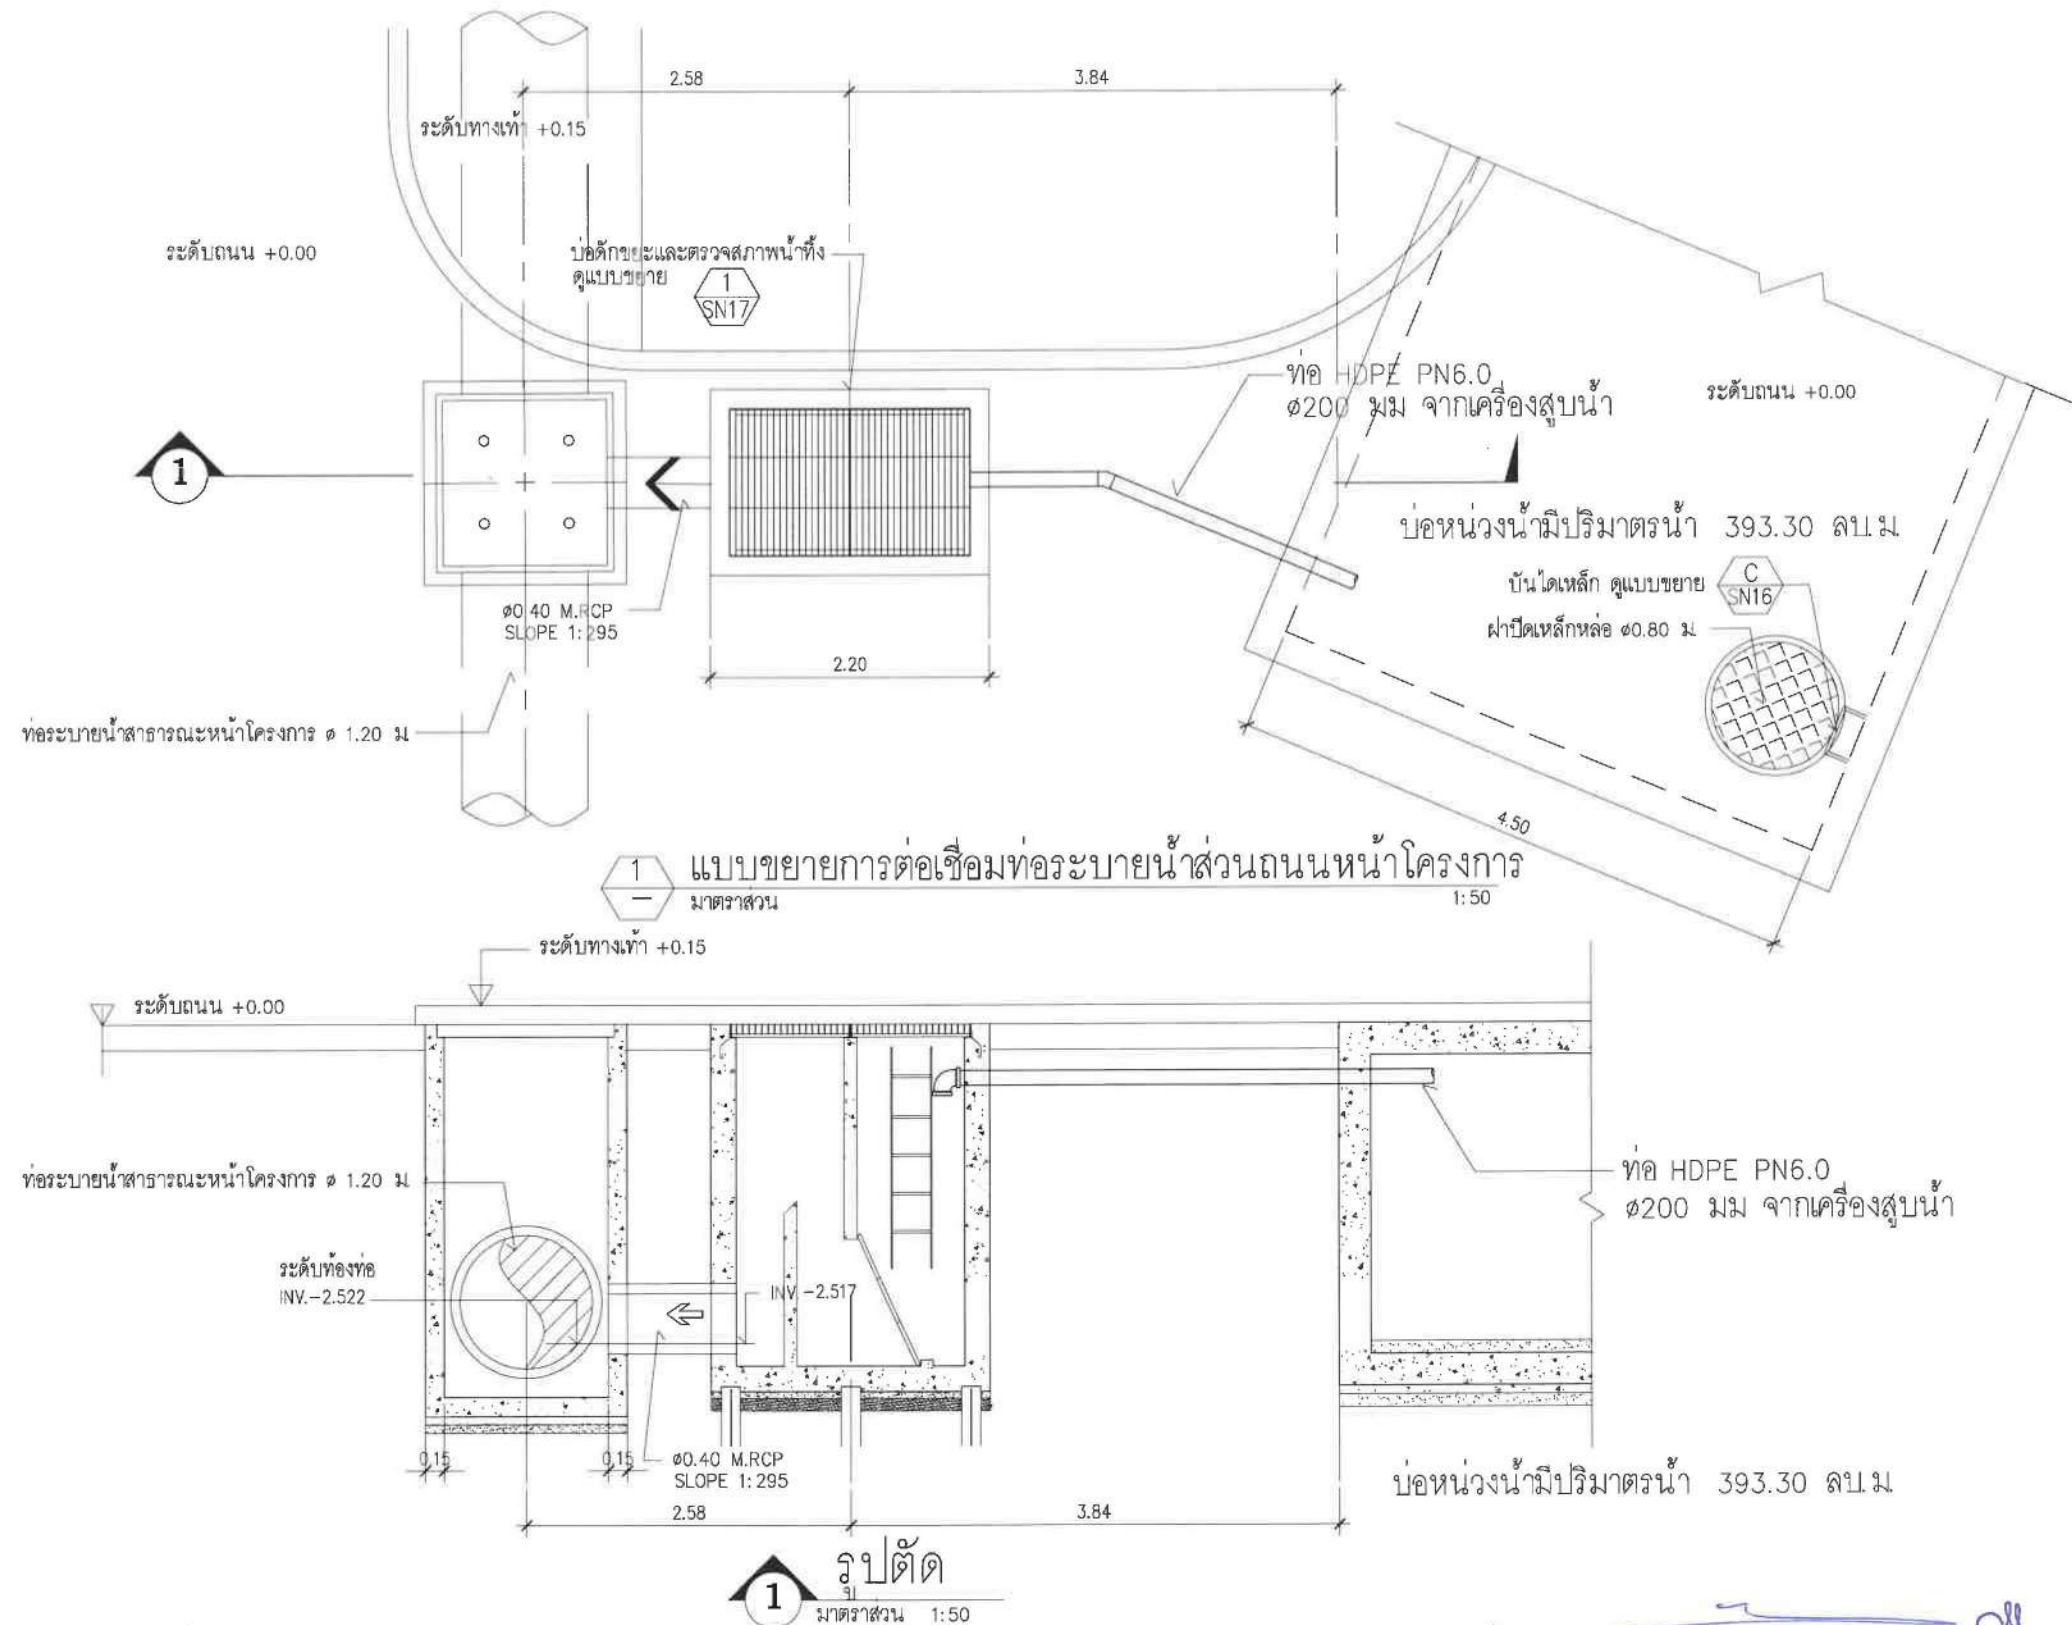 2.58
3.84
ระดับทางเท้า +0.15
ระดับถนน +0.00
บ่อดักขยะและตรวจสภาพน้ำทิ้ง
ดูแบบขยาย
1
SN17
ท่อ HDPE PN6.0
ø200 มม จากเครื่องสูบน้ำ
ระดับถนน +0.00
1
บ่อหน่วงน้ำมีปริมาตรน้ำ 393.30 ลบ.ม.
บันไดเหล็ก ดูแบบขยาย
C
SN16
ฝาปิดเหล็กหล่อ ø0.80 ม.
ø0.40 M.RCP
SLOPE 1:295
2.20
ท่อระบายน้ำสาธารณะหน้าโครงการ ø 1.20 ม.
4.50
1
–
แบบขยายการต่อเชื่อมท่อระบายน้ำส่วนถนนหน้าโครงการ
มาตราส่วน 1:50
ระดับทางเท้า +0.15
ระดับถนน +0.00
ท่อระบายน้ำสาธารณะหน้าโครงการ ø 1.20 ม.
ท่อ HDPE PN6.0
ø200 มม จากเครื่องสูบน้ำ
ระดับท้องท่อ
INV.-2.522
INV -2.517
0.15
0.15
ø0.40 M.RCP
SLOPE 1:295
บ่อหน่วงน้ำมีปริมาตรน้ำ 393.30 ลบ.ม.
2.58
3.84
1
รูปตัด
มาตราส่วน 1:50